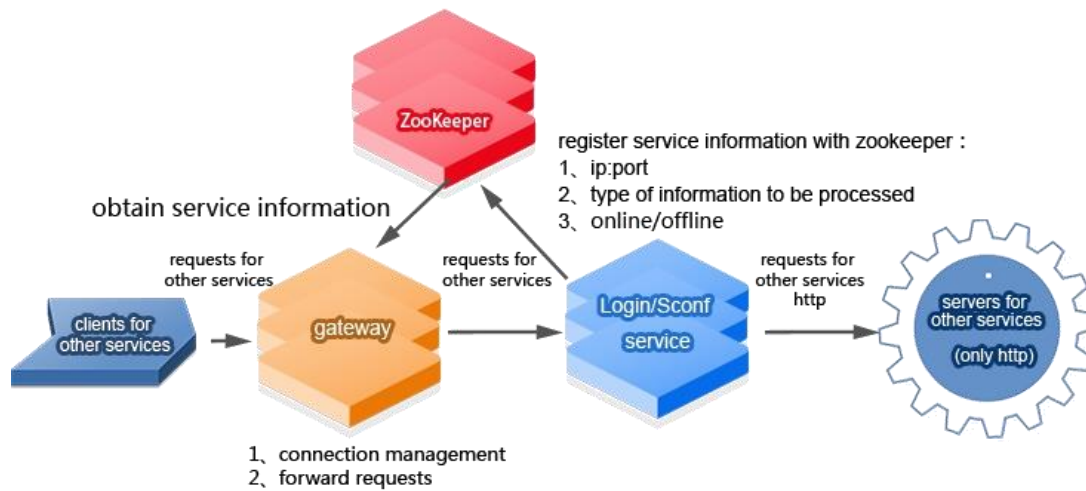 ZooKeeper
register service information with zookeeper :
1、ip:port
2、type of information to be processed
3、online/offline
obtain service information
requests for
other services
requests for
other services
requests for
other services
http
clients for
other services
gateway
Login/Sconf
service
servers for
other services
(only http)
1、connection management
2、forward requests